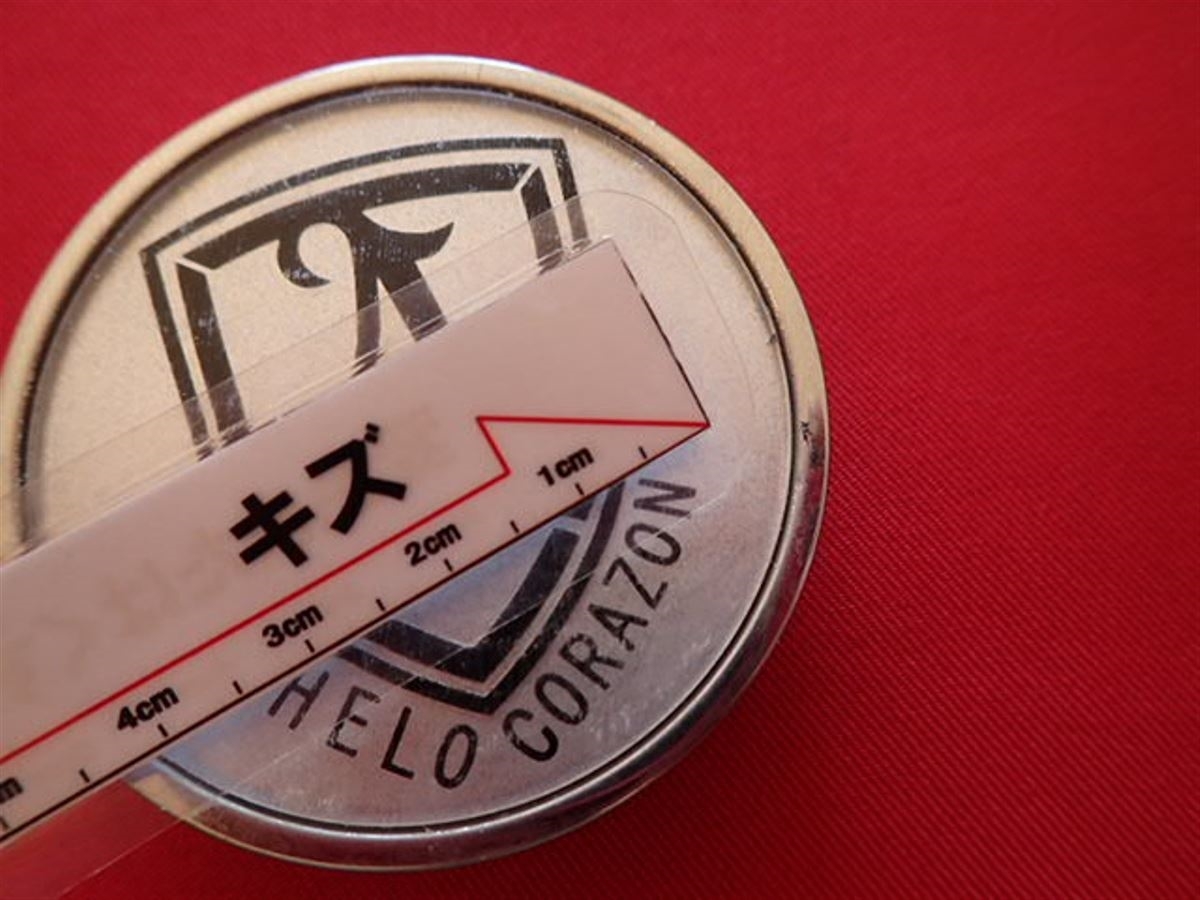 キズ
1cm
2cm
3cm
4cm
HELO CORAZON